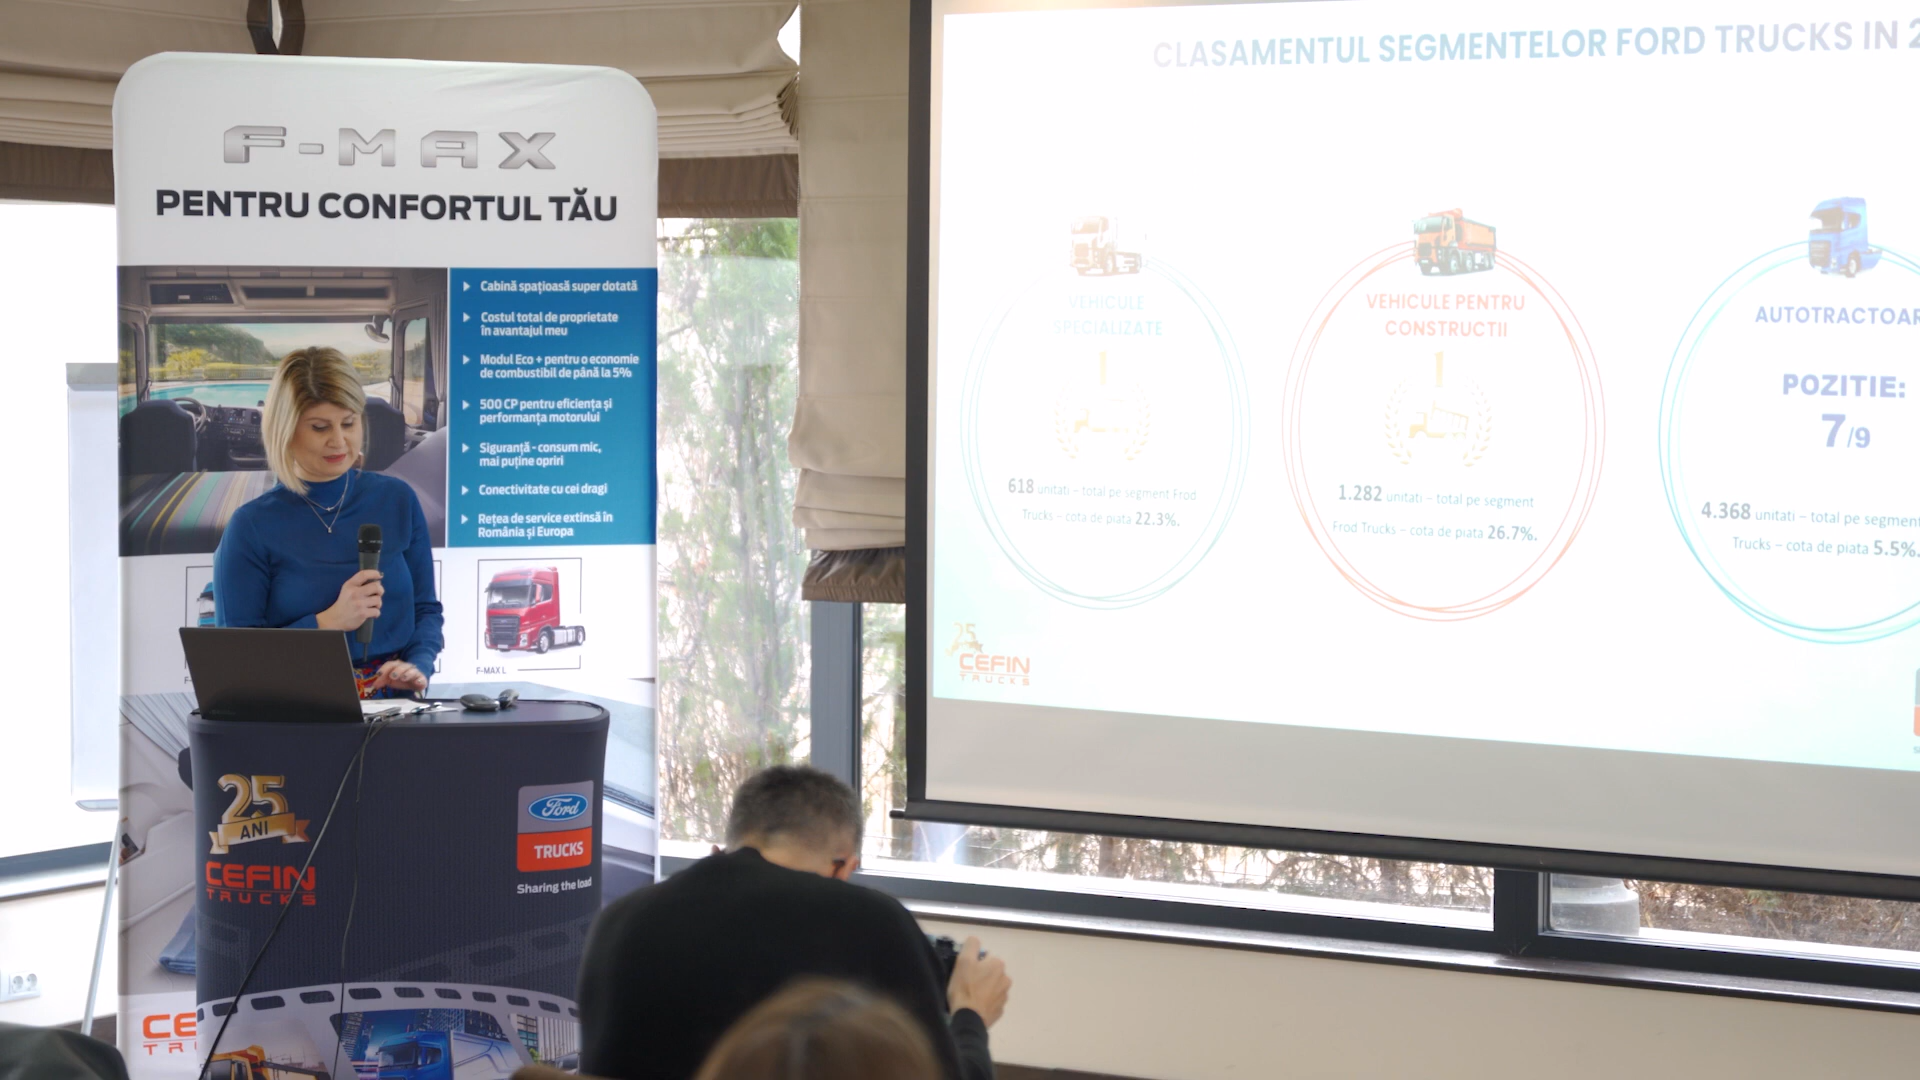 F-MAX
PENTRU CONFORTUL TĂU
Cabină spațioasă super dotată
Costul total de proprietate
în avantajul meu
Modul Eco + pentru o economie
de combustibil de până la 5%
500 CP pentru eficiența și
performanța motorului
Siguranță - consum mic,
mai puține opriri
Conectivitate cu cei dragi
Rețea de service extinsă în
România și Europa
F-MAX L
25
ANI
CEFIN
TRUCKS
Ford
TRUCKS
Sharing the load
CE
TR
CLASAMENTUL SEGMENTELOR FORD TRUCKS IN 2
VEHICULE
SPECIALIZATE
1
618 unitati – total pe segment Frod
Trucks – cota de piata 22.3%.
VEHICULE PENTRU
CONSTRUCTII
1
1.282 unitati – total pe segment
Frod Trucks – cota de piata 26.7%.
AUTOTRACTOAR
POZITIE:
7/9
4.368 unitati – total pe segment
Trucks – cota de piata 5.5%.
25
CEFIN
TRUCKS